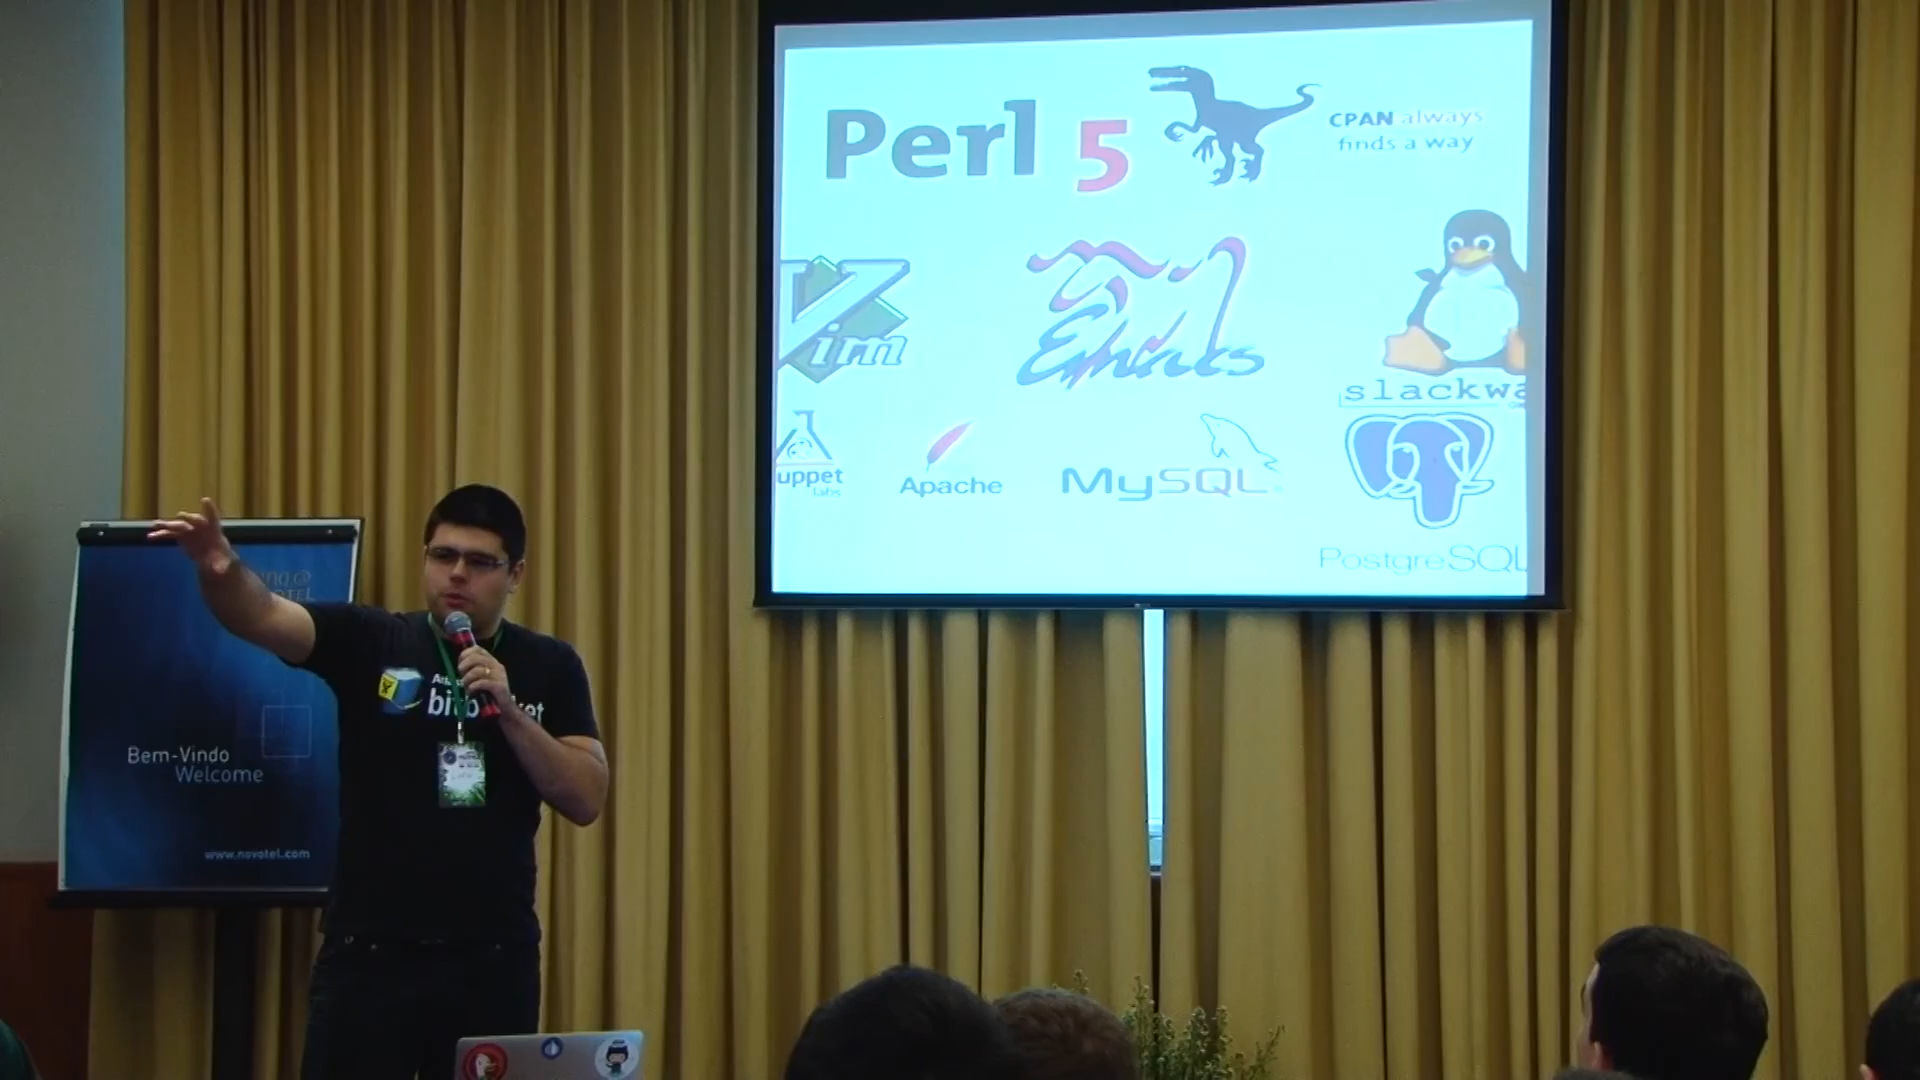 Perl 5
CPAN always
finds a way
Vim
Emacs
slackwa
uppet
labs
Apache
MySQL
PostgreSQL
Bem-Vindo
Welcome
www.novotel.com